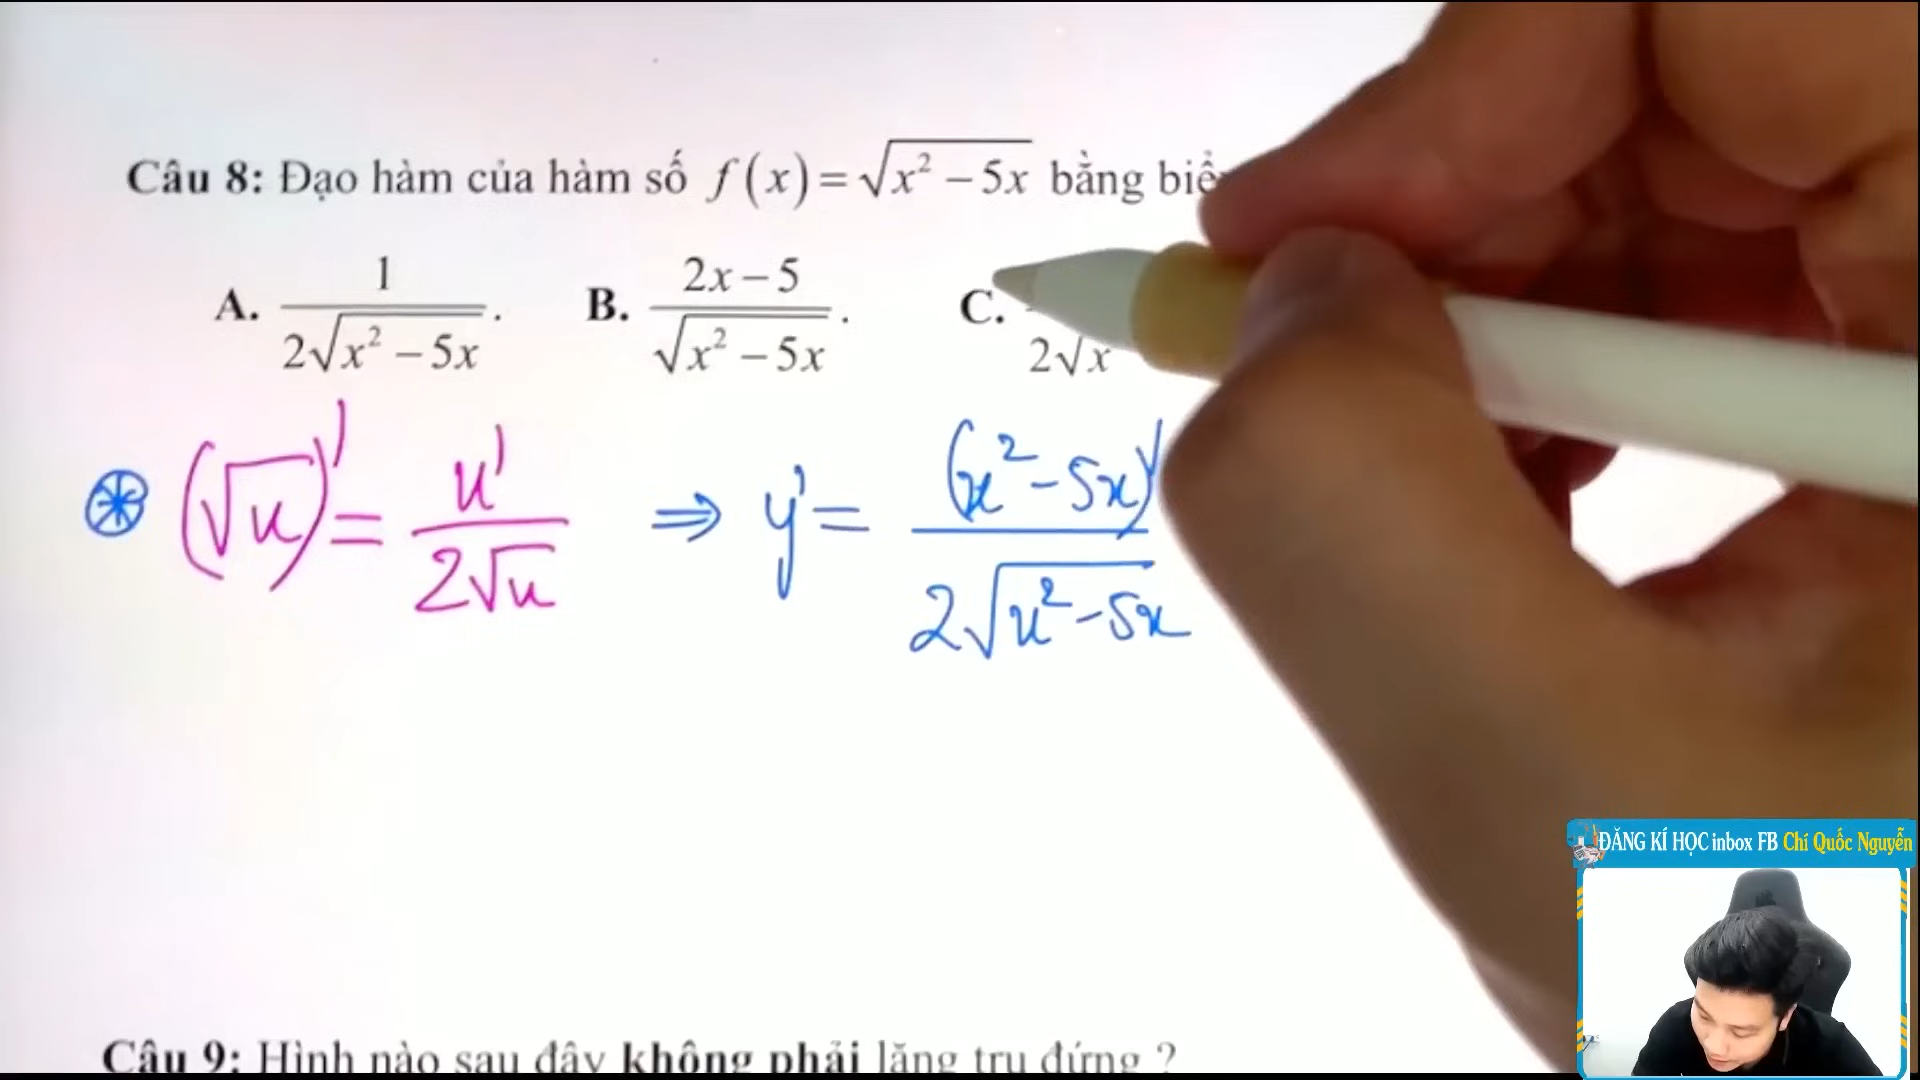 Câu 8: Đạo hàm của hàm số f(x) = √(x² − 5x) bằng
A. 1/(2√(x² − 5x)). B. (2x − 5)/√(x² − 5x). C.
(√u)' = u'/(2√u) ⇒ y' = (x² − 5x)'/(2√(x² − 5x))
Câu 9: Hình nào sau đây không phải lăng trụ đứng ?
ĐĂNG KÍ HỌC inbox FB Chí Quốc Nguyễn